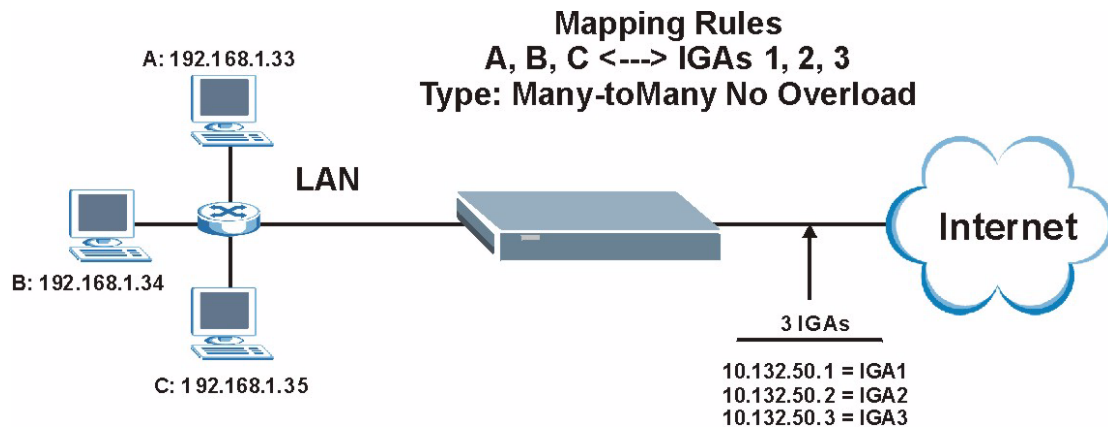 Mapping Rules
A, B, C <---> IGAs 1, 2, 3
Type: Many-toMany No Overload
A: 192.168.1.33
LAN
B: 192.168.1.34
C: 192.168.1.35
Internet
3 IGAs
10.132.50.1 = IGA1
10.132.50.2 = IGA2
10.132.50.3 = IGA3